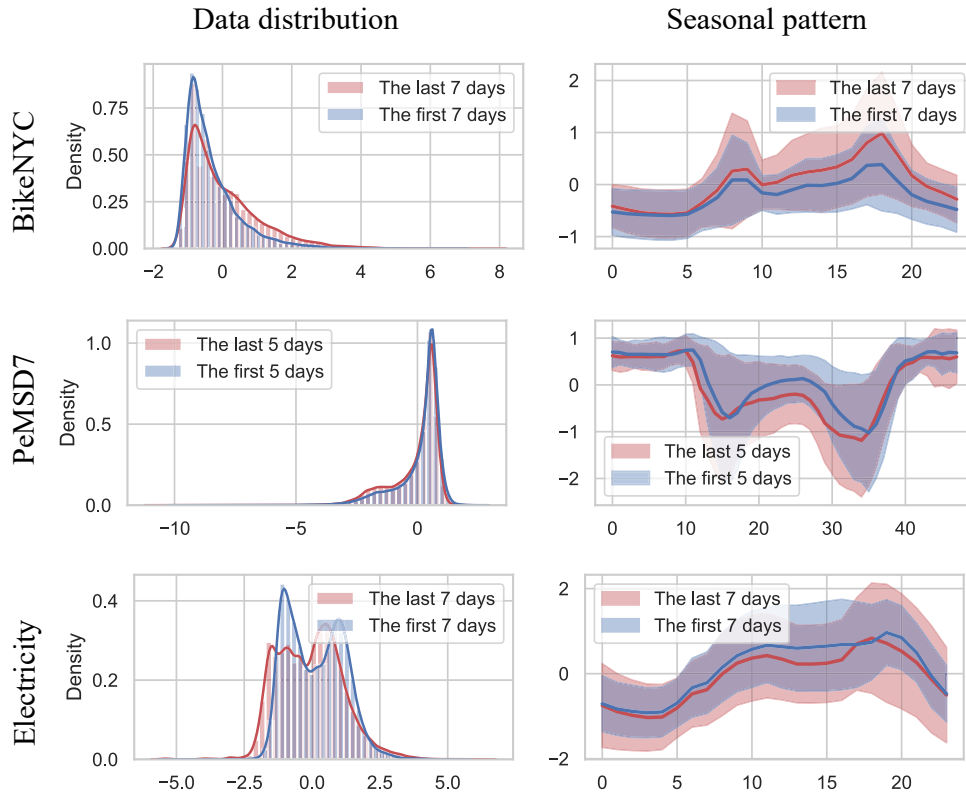 Data distribution
Seasonal pattern
BikeNYC
Density
0.75
0.50
0.25
0.00
−2
0
2
4
6
8
The last 7 days
The first 7 days
2
1
0
−1
0
5
10
15
20
The last 7 days
The first 7 days
PeMSD7
Density
1.0
0.5
0.0
−10
−5
0
The last 5 days
The first 5 days
1
0
−1
−2
0
10
20
30
40
The last 5 days
The first 5 days
Electricity
Density
0.4
0.2
0.0
−5.0
−2.5
0.0
2.5
5.0
The last 7 days
The first 7 days
2
0
−2
0
5
10
15
20
The last 7 days
The first 7 days